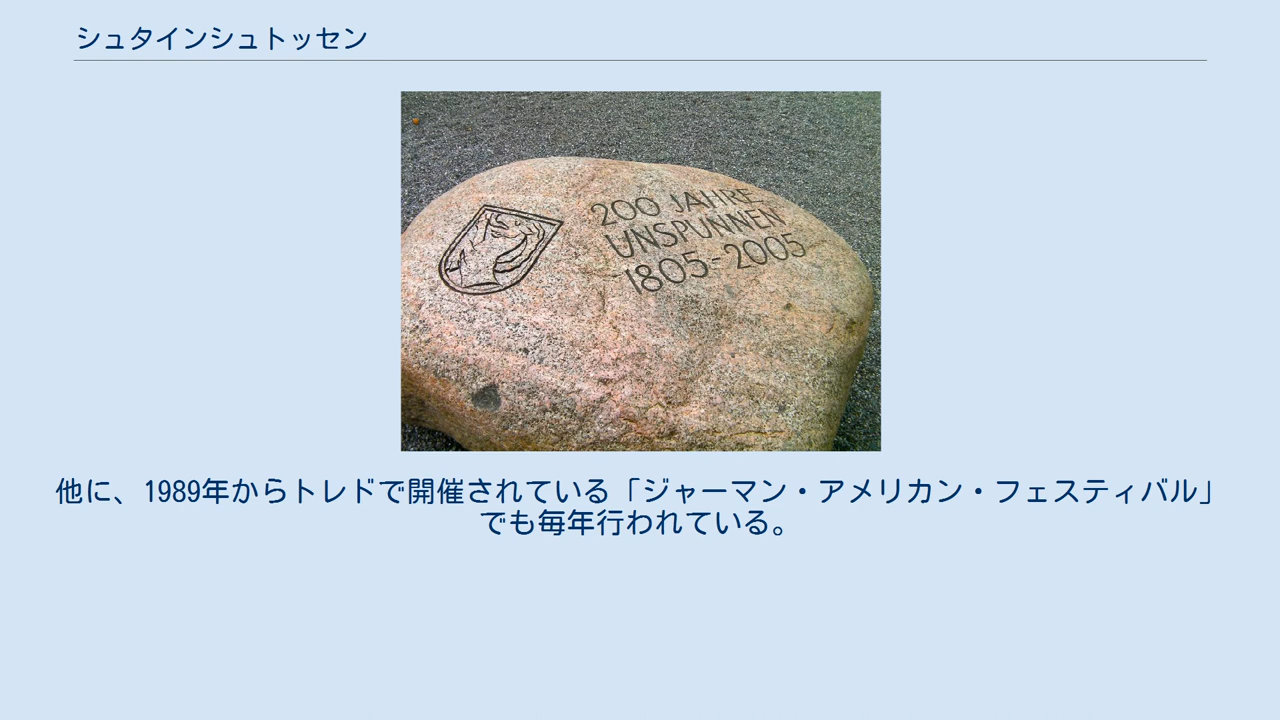 シュタインシュトッセン
200 JAHRE
UNSPUNNEN
1805-2005
他に、1989年からトレドで開催されている「ジャーマン・アメリカン・フェスティバル」
でも毎年行われている。